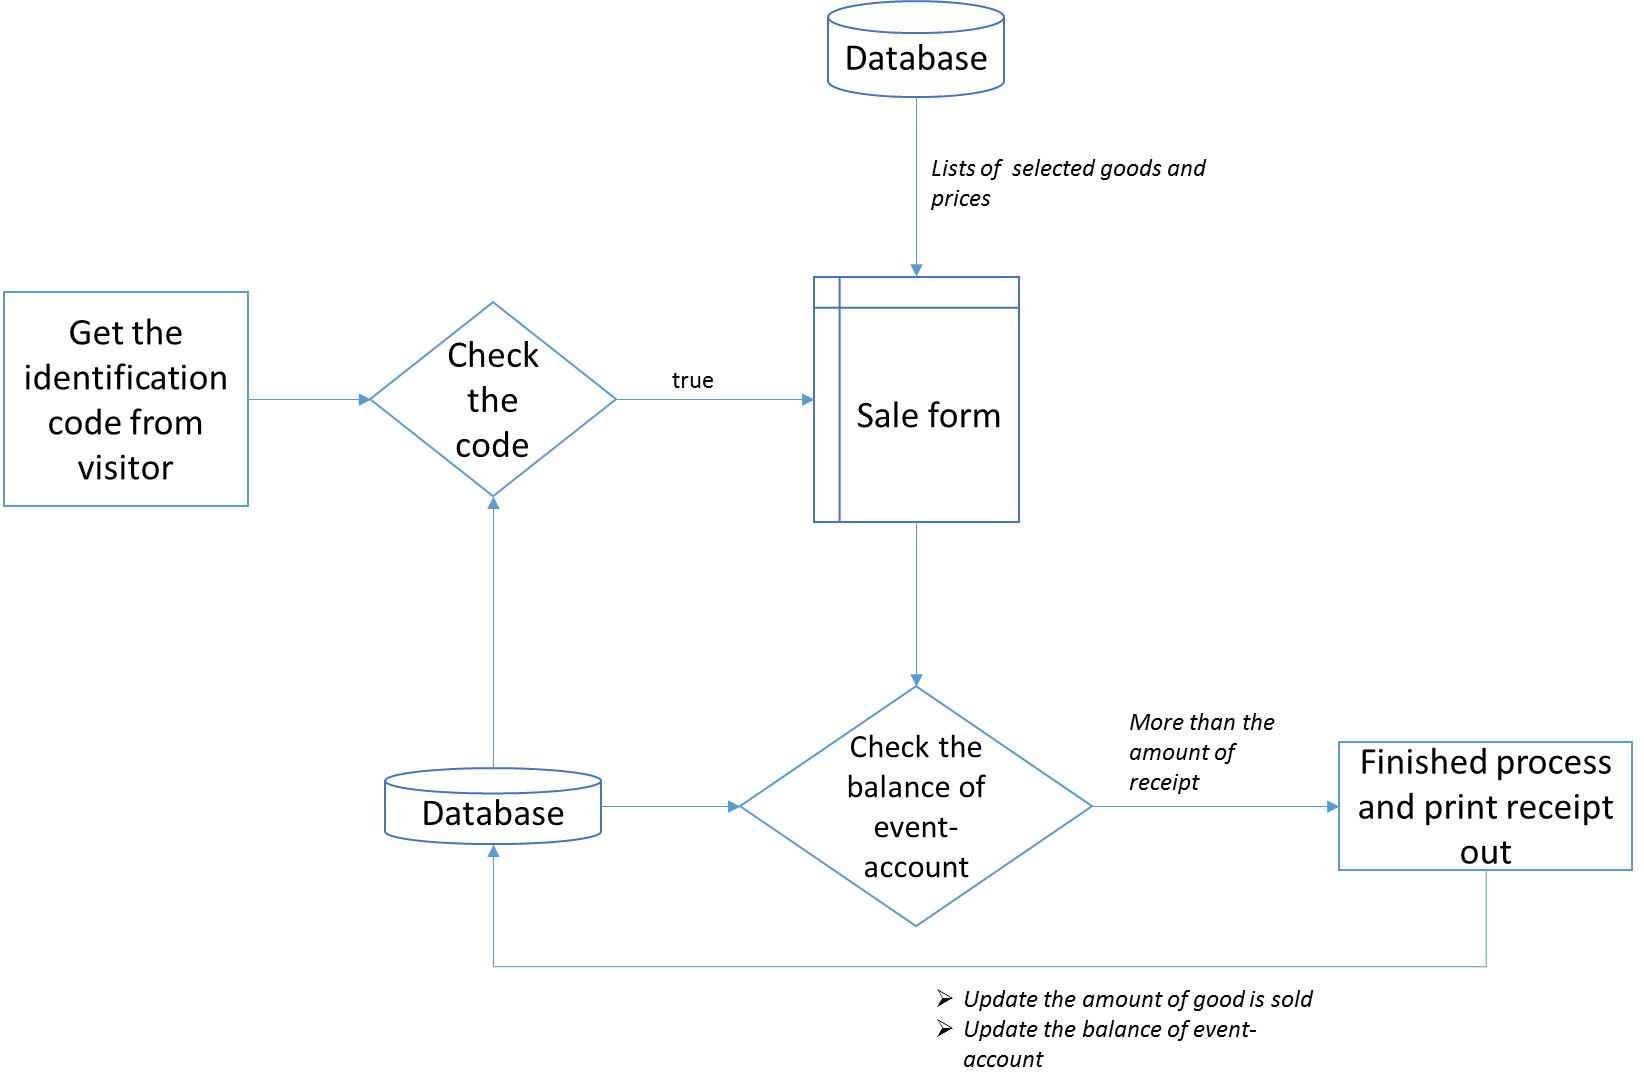 Database
Lists of selected goods and
prices
Get the
identification
code from
visitor
Check
the
code
true
Sale form
Database
Check the
balance of
event-
account
More than the
amount of
receipt
Finished process
and print receipt
out
Update the amount of good is sold
Update the balance of event-
account